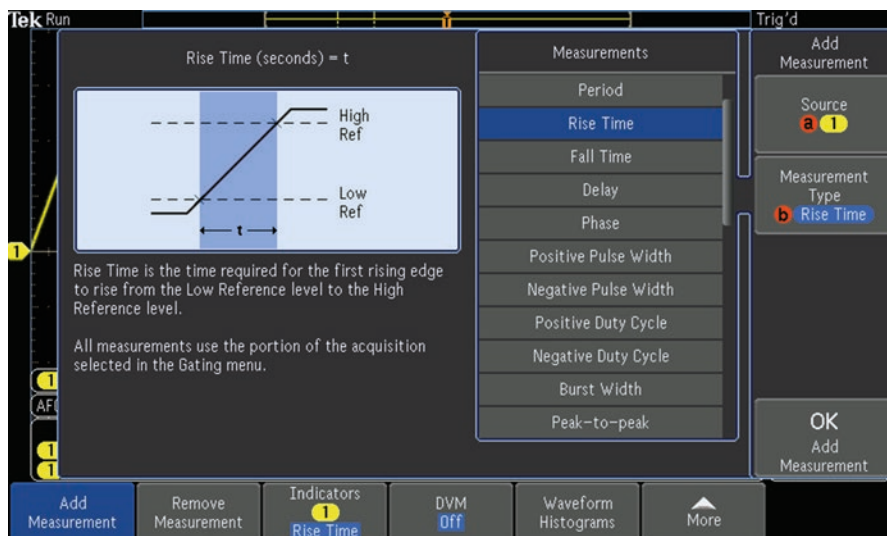 Tek Run
Trig'd
Rise Time (seconds) = t
High
Ref
Low
Ref
t
Rise Time is the time required for the first rising edge
to rise from the Low Reference level to the High
Reference level.
All measurements use the portion of the acquisition
selected in the Gating menu.
Measurements
Period
Rise Time
Fall Time
Delay
Phase
Positive Pulse Width
Negative Pulse Width
Positive Duty Cycle
Negative Duty Cycle
Burst Width
Peak-to-peak
Add
Measurement
Source
a 1
Measurement
Type
b Rise Time
OK
Add
Measurement
1
1
1
1
Add
Measurement
Remove
Measurement
Indicators
1
Rise Time
DVM
Off
Waveform
Histograms
More